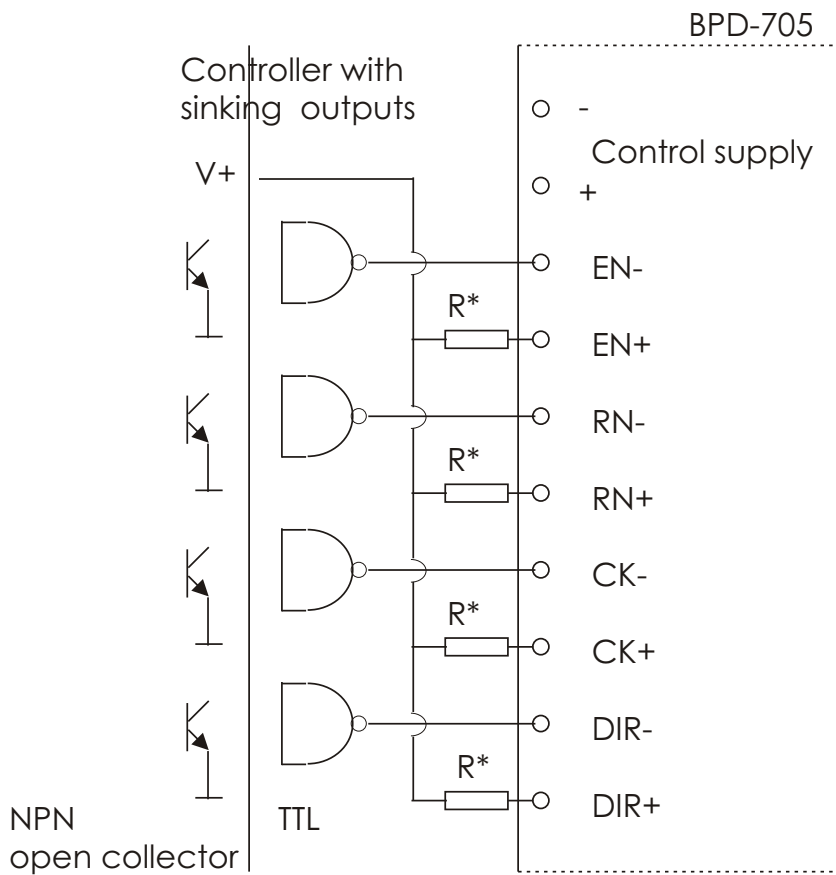 BPD-705
Controller with
sinking outputs
-
Control supply
V+
+
EN-
R*
EN+
RN-
R*
RN+
CK-
R*
CK+
DIR-
R*
DIR+
NPN
TTL
open collector